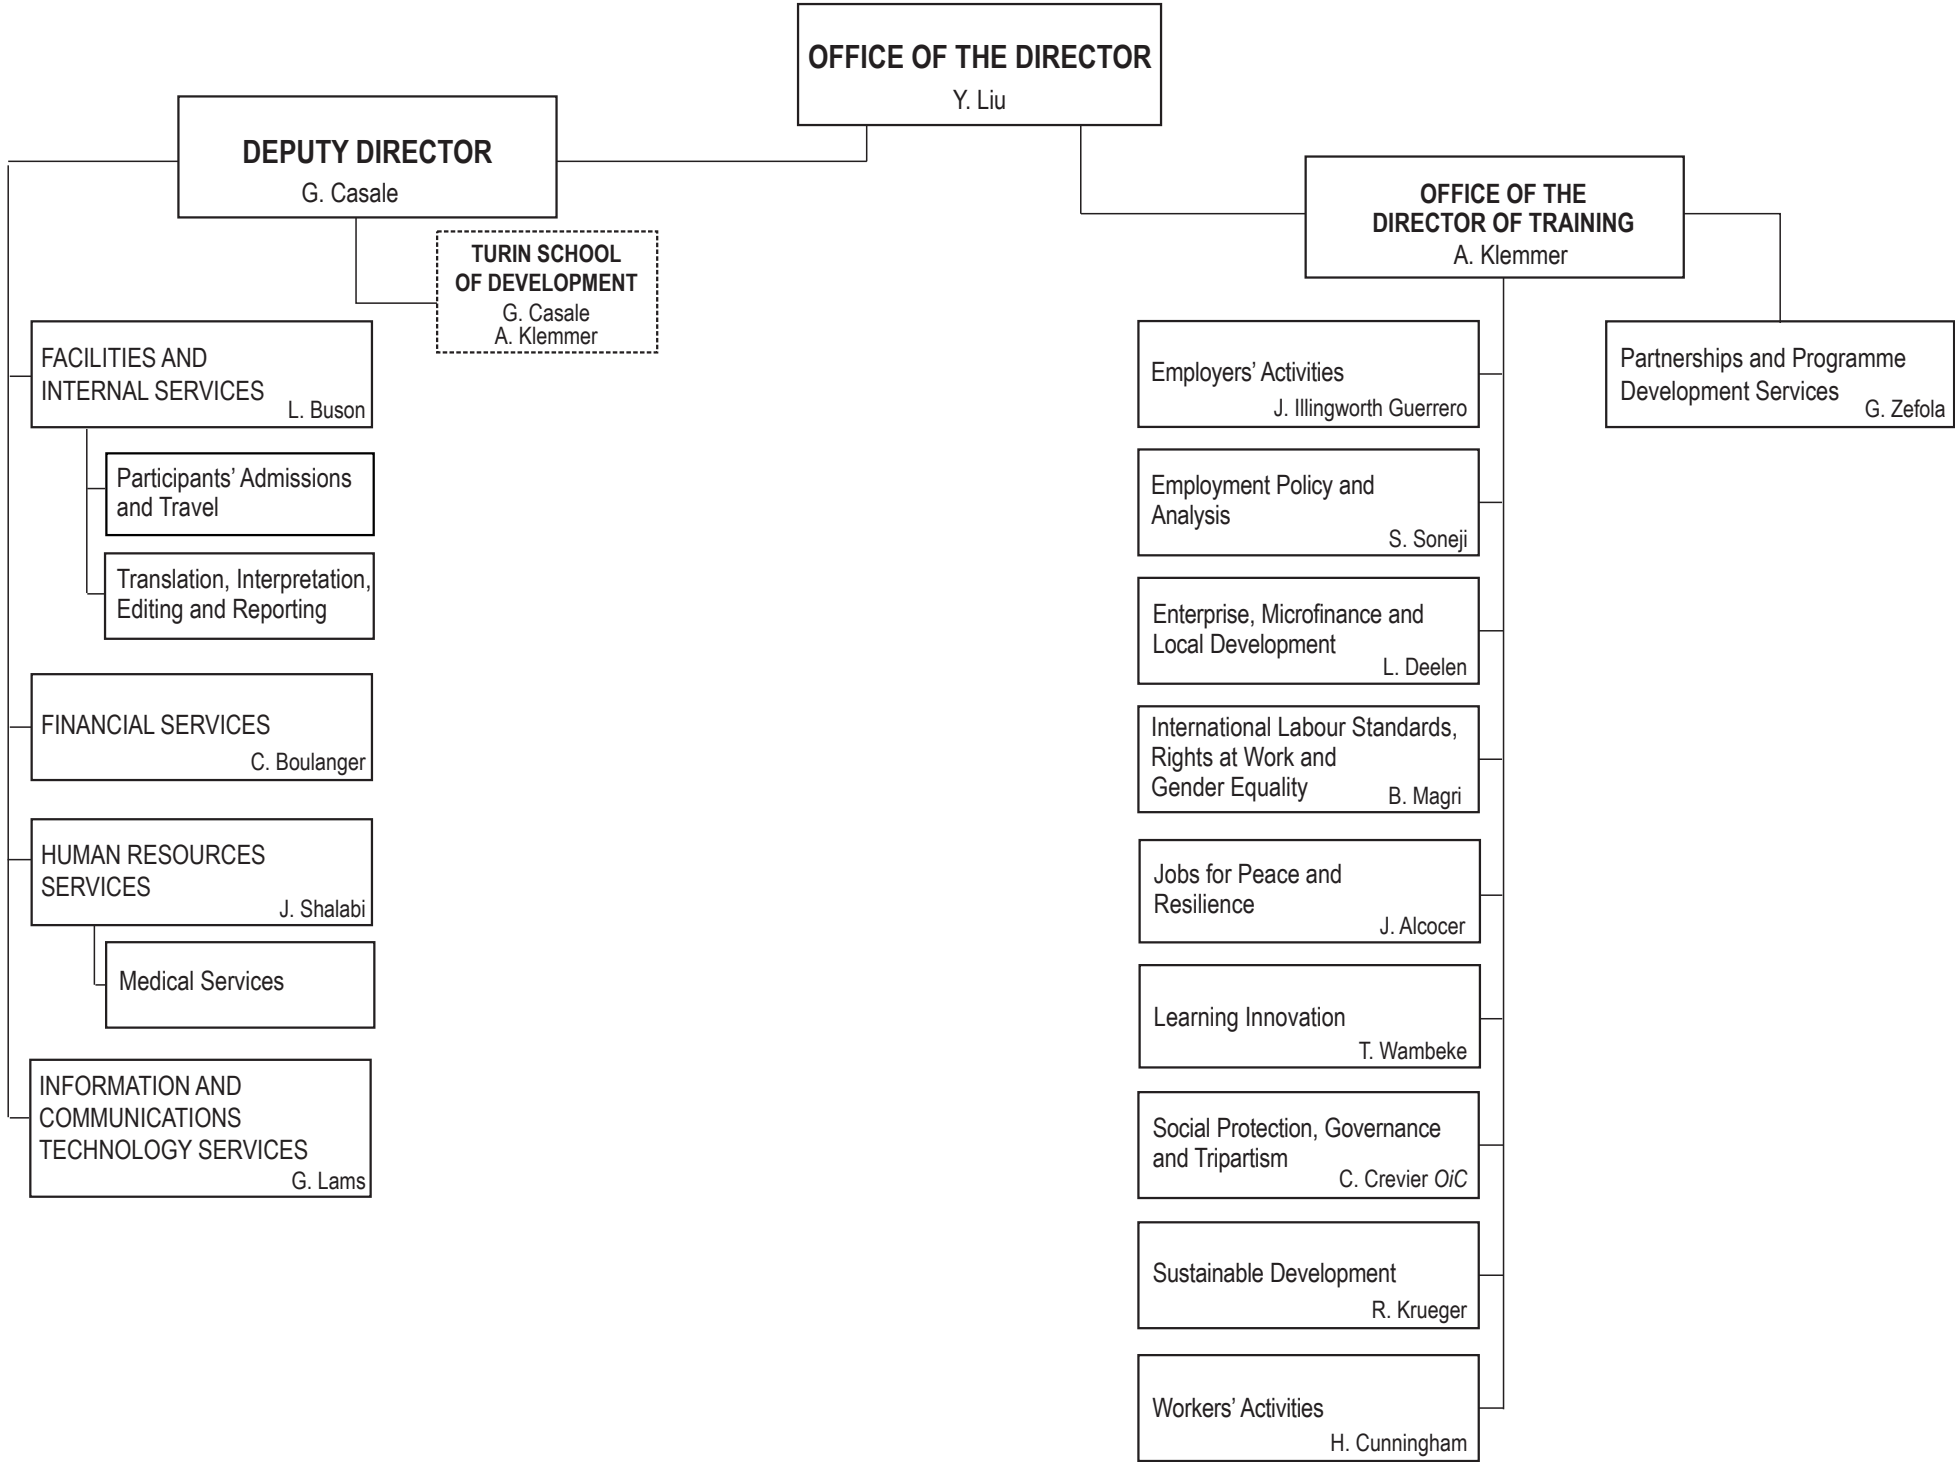 OFFICE OF THE DIRECTOR
Y. Liu
DEPUTY DIRECTOR
G. Casale
TURIN SCHOOL
OF DEVELOPMENT
G. Casale
A. Klemmer
FACILITIES AND
INTERNAL SERVICES
L. Buson
Participants’ Admissions
and Travel
Translation, Interpretation,
Editing and Reporting
FINANCIAL SERVICES
C. Boulanger
HUMAN RESOURCES
SERVICES
J. Shalabi
Medical Services
INFORMATION AND
COMMUNICATIONS
TECHNOLOGY SERVICES
G. Lams
OFFICE OF THE
DIRECTOR OF TRAINING
A. Klemmer
Employers’ Activities
J. Illingworth Guerrero
Employment Policy and
Analysis
S. Soneji
Enterprise, Microfinance and
Local Development
L. Deelen
International Labour Standards,
Rights at Work and
Gender Equality
B. Magri
Jobs for Peace and
Resilience
J. Alcocer
Learning Innovation
T. Wambeke
Social Protection, Governance
and Tripartism
C. Crevier OiC
Sustainable Development
R. Krueger
Workers’ Activities
H. Cunningham
Partnerships and Programme
Development Services
G. Zefola